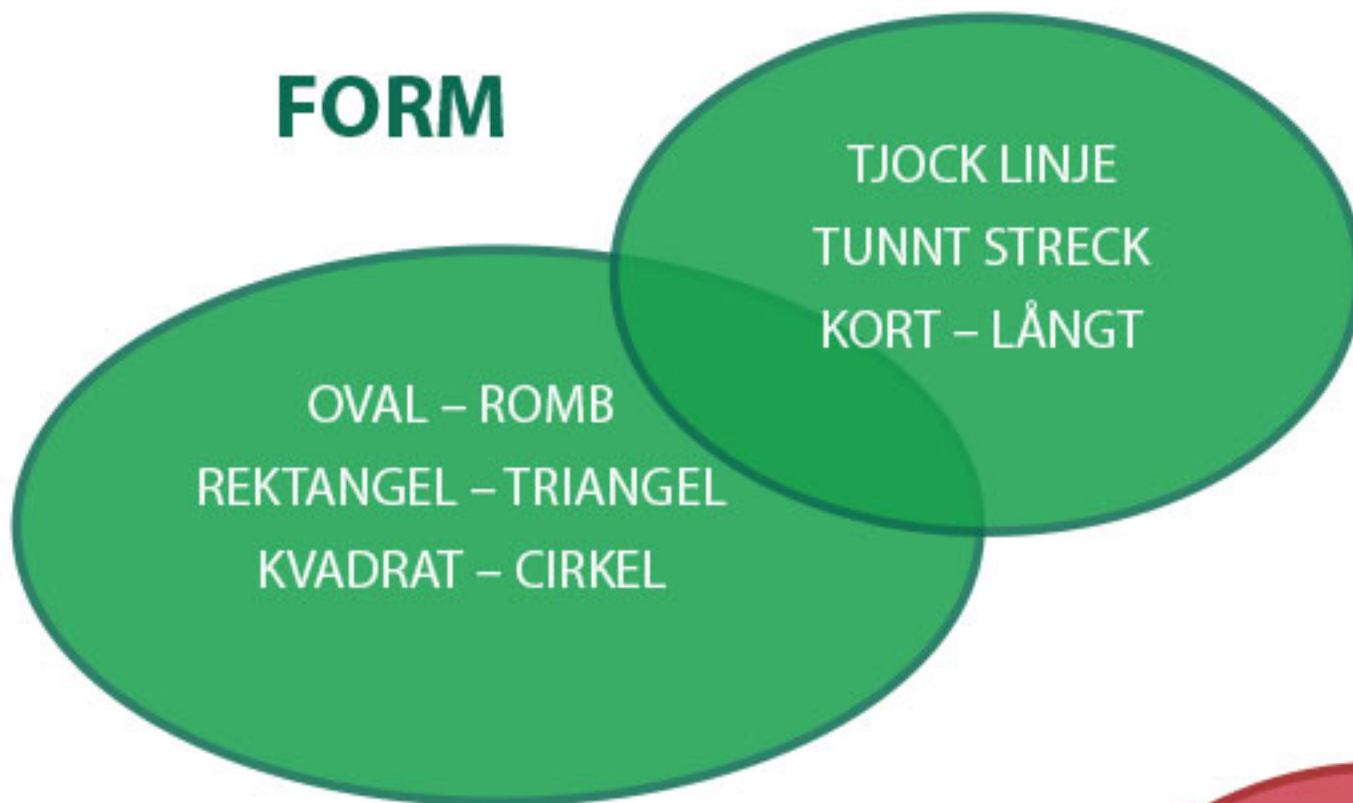 FORM
TJOCK LINJE
TUNNT STRECK
KORT – LÅNGT
OVAL – ROMB
REKTANGEL – TRIANGEL
KVADRAT – CIRKEL